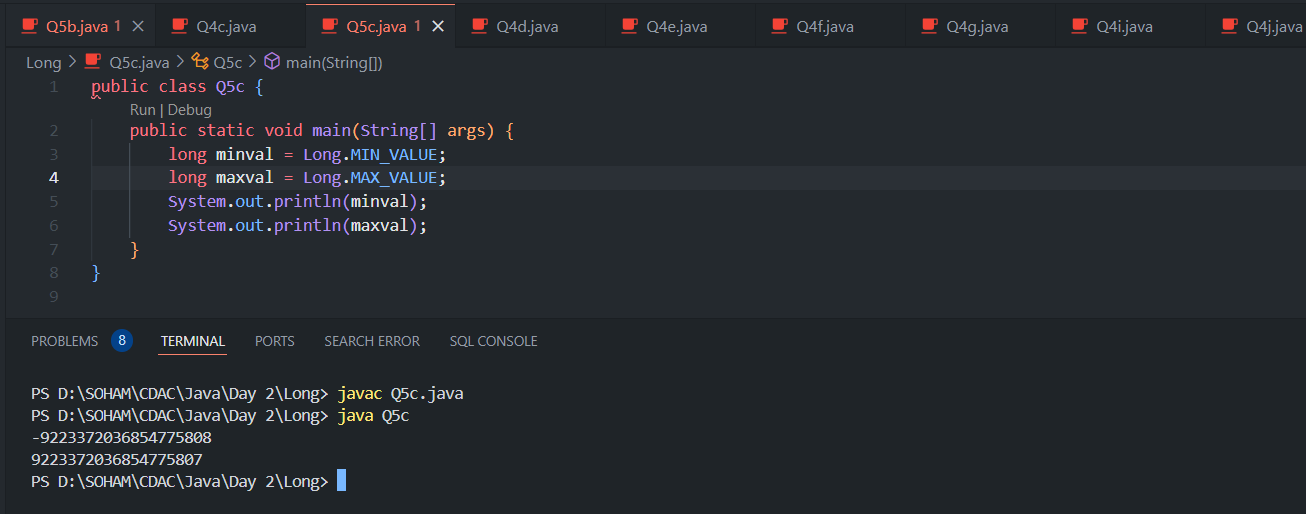 Q5b.java 1 Q4c.java Q5c.java 1 Q4d.java Q4e.java Q4f.java Q4g.java Q4i.java Q4j.java
Long > Q5c.java > Q5c > main(String[])
1 public class Q5c {
Run | Debug
2 public static void main(String[] args) {
3 long minval = Long.MIN_VALUE;
4 long maxval = Long.MAX_VALUE;
5 System.out.println(minval);
6 System.out.println(maxval);
7 }
8 }
9
PROBLEMS 8 TERMINAL PORTS SEARCH ERROR SQL CONSOLE
PS D:\SOHAM\CDAC\Java\Day 2\Long> javac Q5c.java
PS D:\SOHAM\CDAC\Java\Day 2\Long> java Q5c
-9223372036854775808
9223372036854775807
PS D:\SOHAM\CDAC\Java\Day 2\Long>